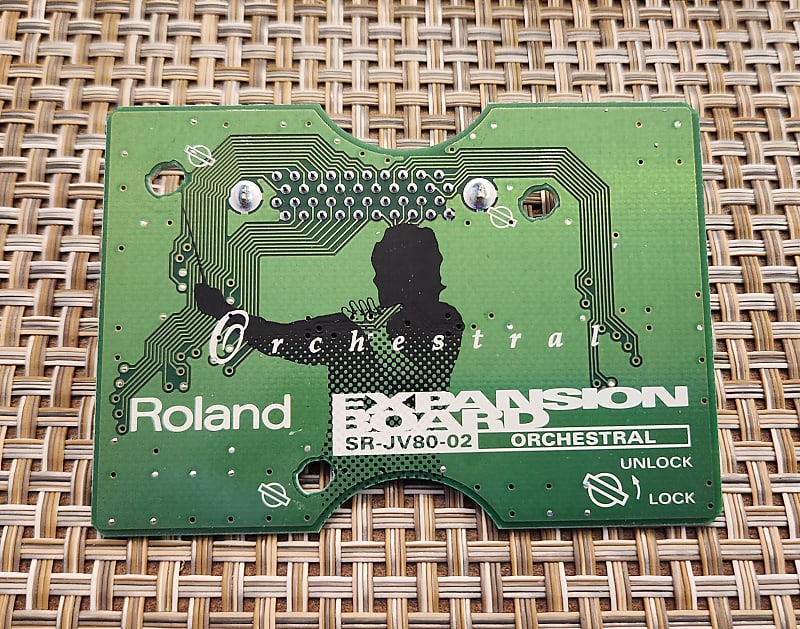 Orchestral
Roland
EXPANSION
BOARD
SR-JV80-02 ORCHESTRAL
UNLOCK
LOCK